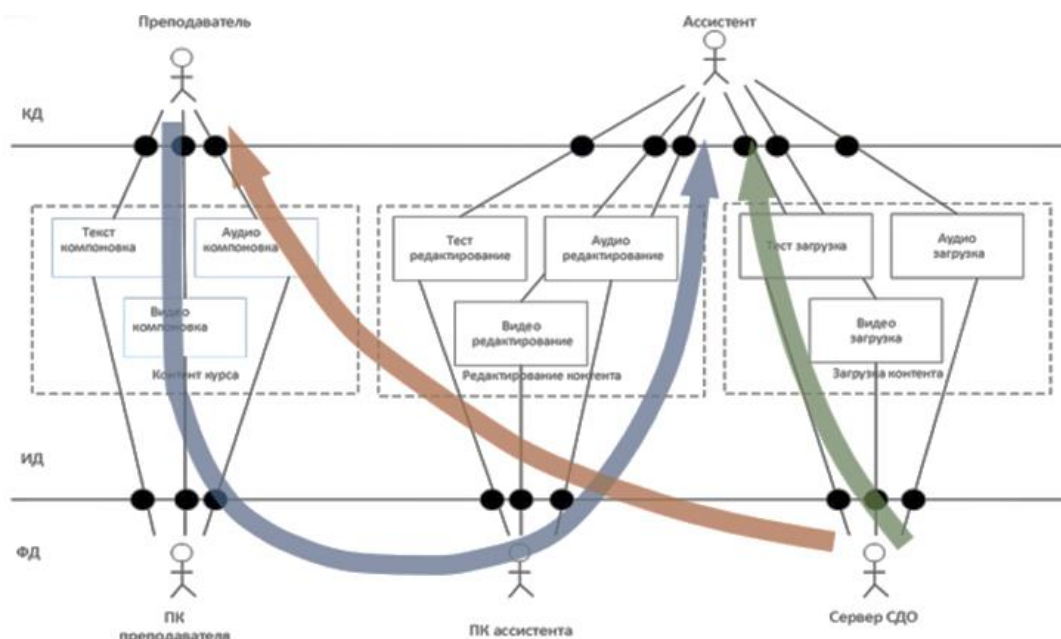 Преподаватель
Ассистент
КД
Текст
компоновка
Аудио
компоновка
Видео
компоновка
Контент курса
Тест
редактирование
Аудио
редактирование
Видео
редактирование
Редактирование контента
Тест загрузка
Аудио
загрузка
Видео
загрузка
Загрузка контента
ИД
ФД
ПК
преподавателя
ПК ассистента
Сервер СДО